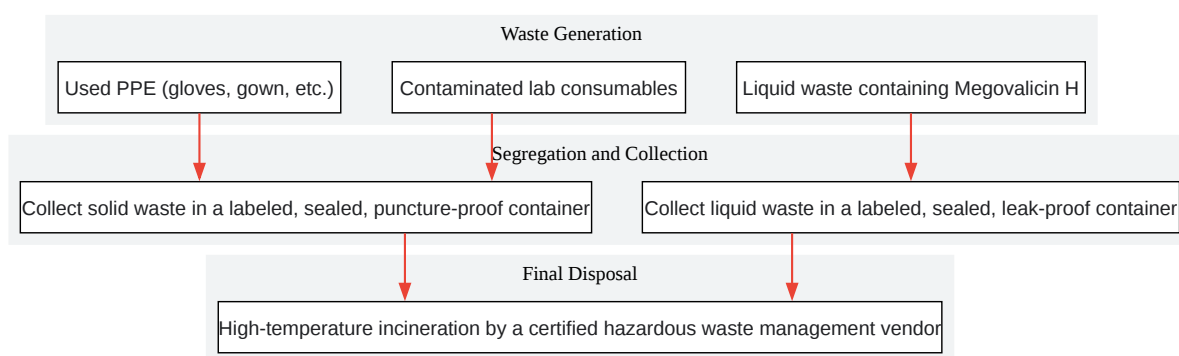 Waste Generation
Used PPE (gloves, gown, etc.)
Contaminated lab consumables
Liquid waste containing Megovalicin H
Segregation and Collection
Collect solid waste in a labeled, sealed, puncture-proof container
Collect liquid waste in a labeled, sealed, leak-proof container
Final Disposal
High-temperature incineration by a certified hazardous waste management vendor